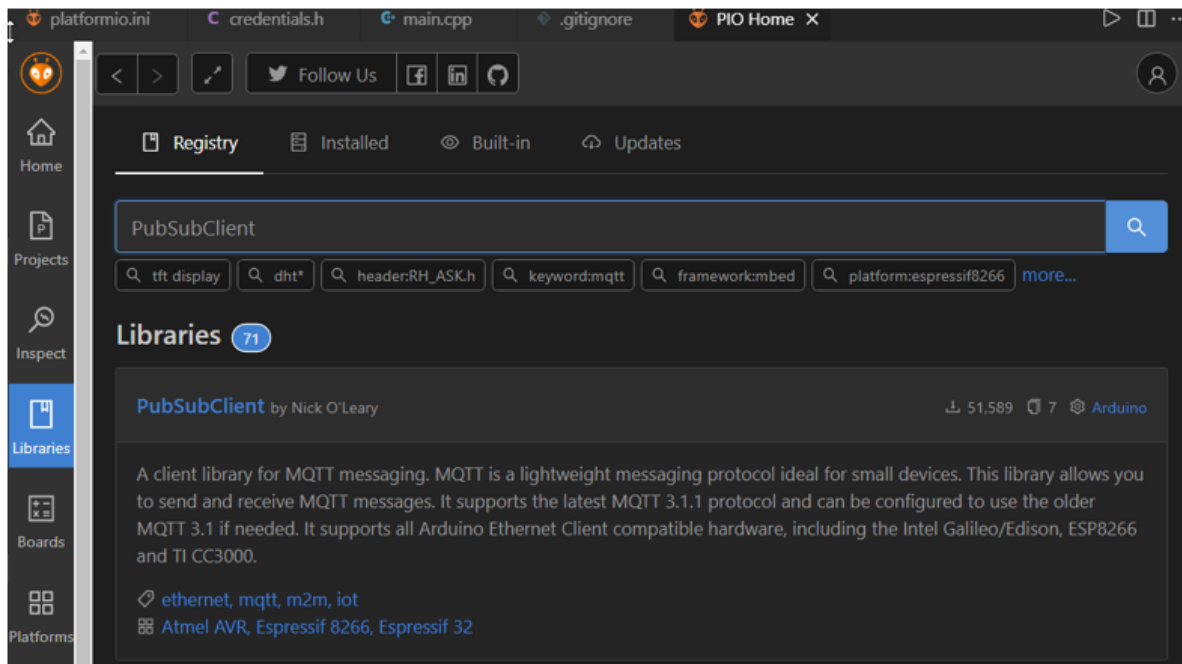 platformio.ini
credentials.h
main.cpp
.gitignore
PIO Home
Follow Us
Home
Registry
Installed
Built-in
Updates
Projects
PubSubClient
tft display
dht*
header:RH_ASK.h
keyword:mqtt
framework:mbed
platform:espressif8266
more...
Inspect
Libraries 71
Libraries
PubSubClient by Nick O'Leary
51,589
7
Arduino
A client library for MQTT messaging. MQTT is a lightweight messaging protocol ideal for small devices. This library allows you
to send and receive MQTT messages. It supports the latest MQTT 3.1.1 protocol and can be configured to use the older
MQTT 3.1 if needed. It supports all Arduino Ethernet Client compatible hardware, including the Intel Galileo/Edison, ESP8266
and TI CC3000.
Boards
ethernet, mqtt, m2m, iot
Atmel AVR, Espressif 8266, Espressif 32
Platforms